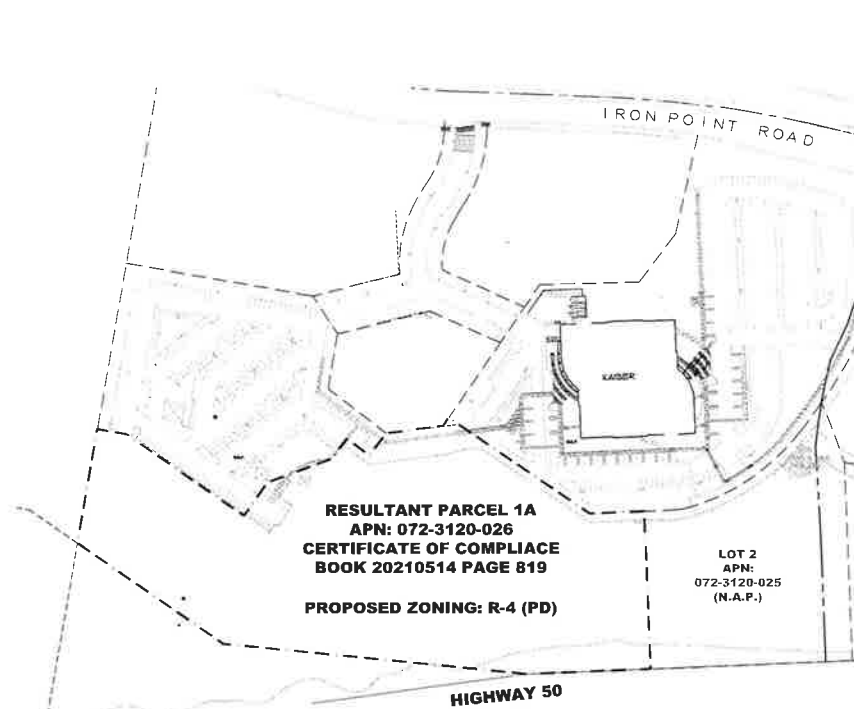 IRON POINT ROAD
KAISER
RESULTANT PARCEL 1A
APN: 072-3120-026
CERTIFICATE OF COMPLIACE
BOOK 20210514 PAGE 819
PROPOSED ZONING: R-4 (PD)
LOT 2
APN:
072-3120-025
(N.A.P.)
HIGHWAY 50